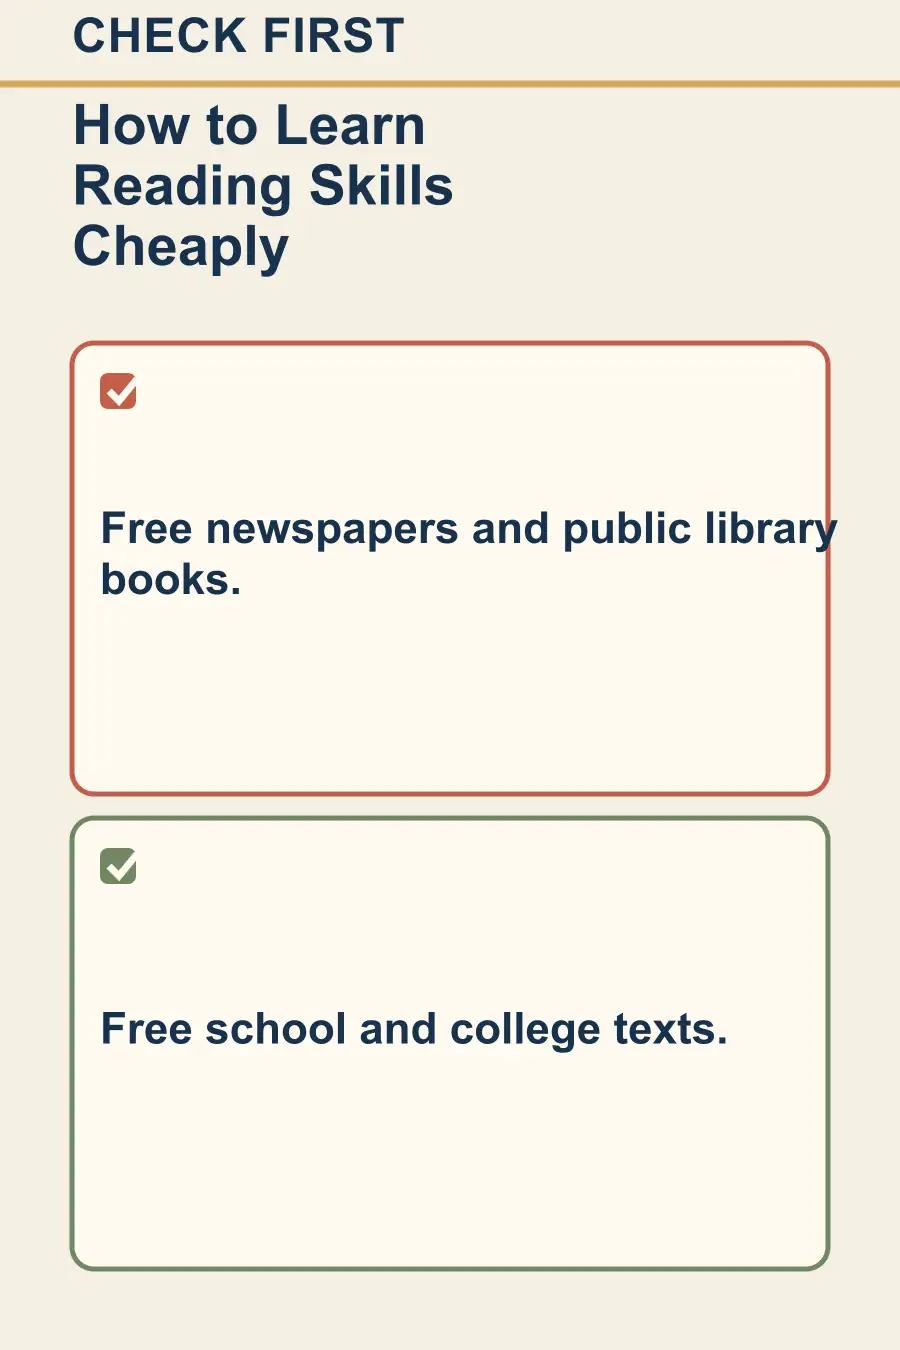 CHECK FIRST
How to Learn
Reading Skills
Cheaply
Free newspapers and public library
books.
Free school and college texts.